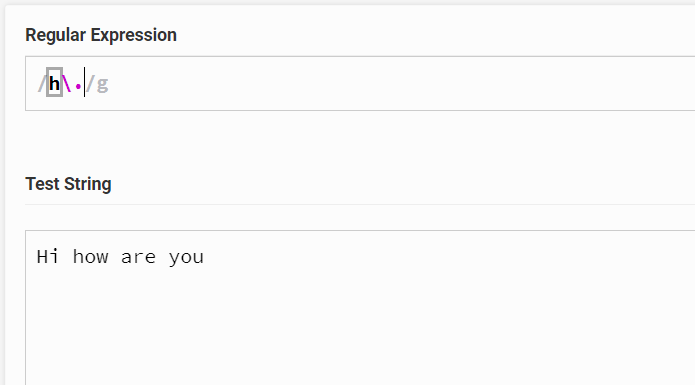 Regular Expression
/h\./g
Test String
Hi how are you